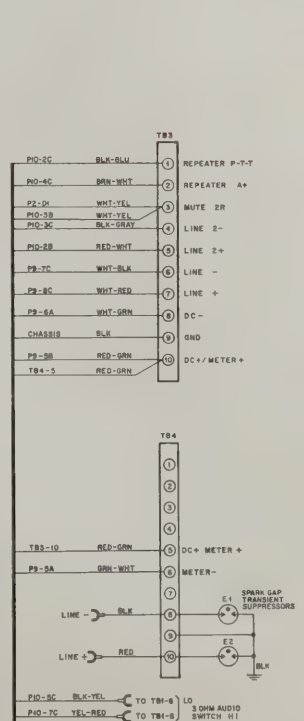 TB3
P10-2C BLK-BLU 1 REPEATER P-T-T
P10-4C BRN-WHT 2 REPEATER A+
P2-D1 WHT-YEL 3 MUTE 2R
P10-3B WHT-YEL
P10-3C BLK-GRAY 4 LINE 2-
P10-2B RED-WHT 5 LINE 2+
P9-7C WHT-BLK 6 LINE -
P9-8C WHT-RED 7 LINE +
P9-6A WHT-GRN 8 DC-
CHASSIS BLK 9 GND
P9-5B RED-GRN 10 DC+/METER+
TB4-5 RED-GRN
TB4
1
2
3
4
TB3-10 RED-GRN 5 DC+ METER +
P9-5A GRN-WHT 6 METER-
7
SPARK GAP
TRANSIENT
SUPPRESSORS
E1
LINE - BLK 8
9
E2
LINE + RED 10
BLK
P10-5C BLK-YEL TO TB1-6 LO
3 OHM AUDIO
P10-7C YEL-RED TO TB1-5 SWITCH HI